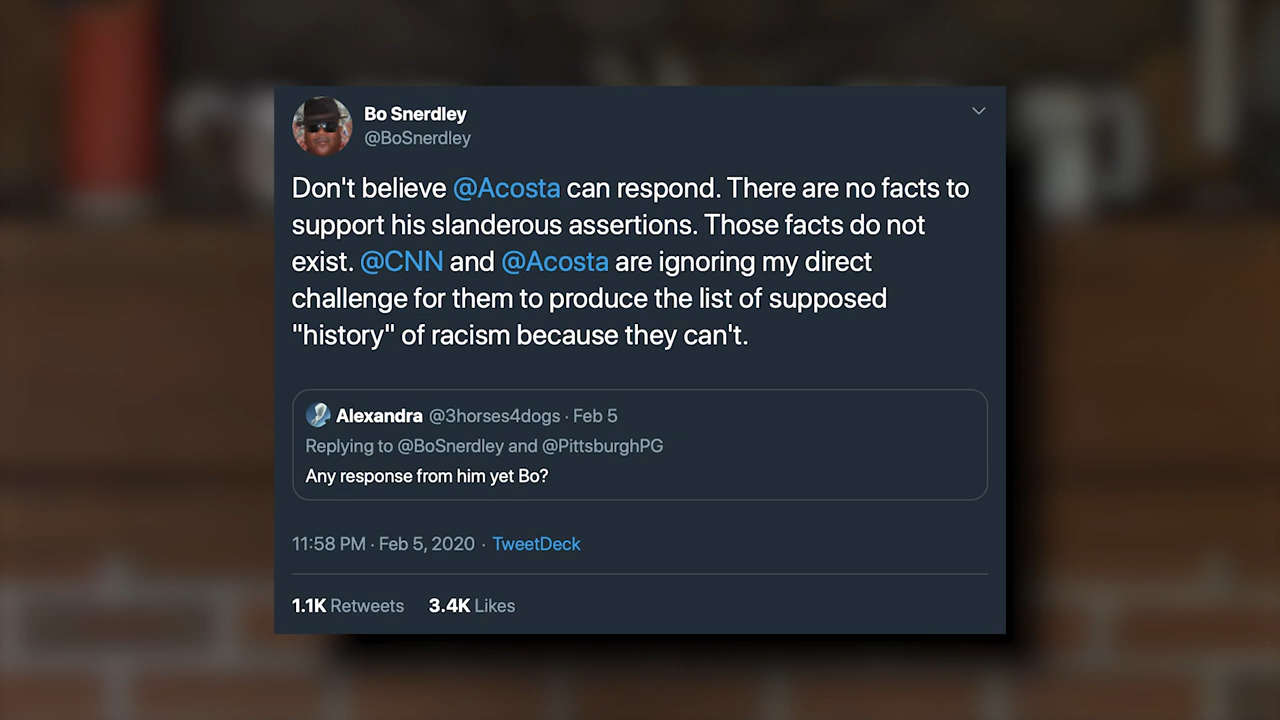 Bo Snerdley
@BoSnerdley
Don't believe @Acosta can respond. There are no facts to
support his slanderous assertions. Those facts do not
exist. @CNN and @Acosta are ignoring my direct
challenge for them to produce the list of supposed
"history" of racism because they can't.
Alexandra @3horses4dogs · Feb 5
Replying to @BoSnerdley and @PittsburghPG
Any response from him yet Bo?
11:58 PM · Feb 5, 2020 · TweetDeck
1.1K Retweets 3.4K Likes